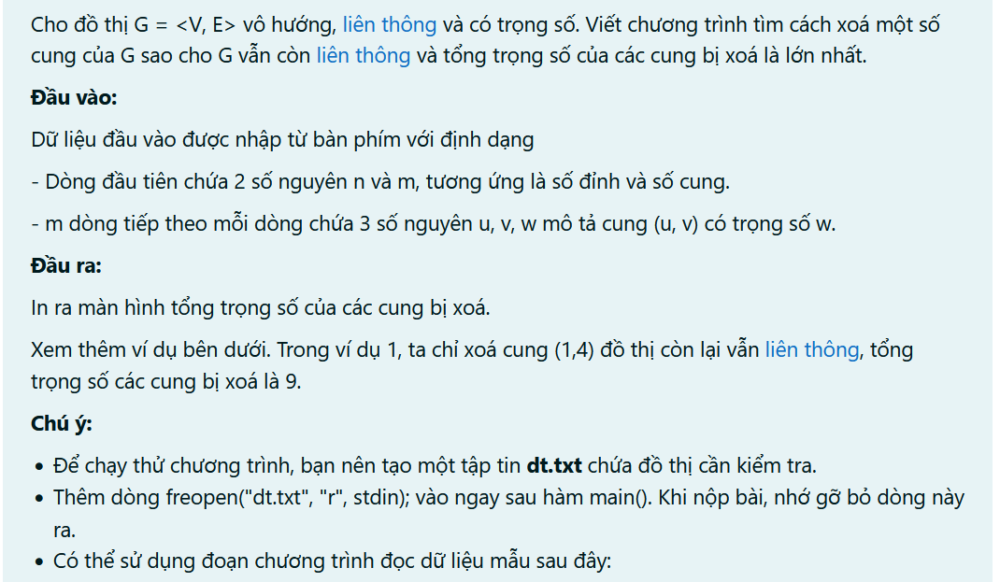 Cho đồ thị G = <V, E> vô hướng, liên thông và có trọng số. Viết chương trình tìm cách xoá một số
cung của G sao cho G vẫn còn liên thông và tổng trọng số của các cung bị xoá là lớn nhất.
Đầu vào:
Dữ liệu đầu vào được nhập từ bàn phím với định dạng
- Dòng đầu tiên chứa 2 số nguyên n và m, tương ứng là số đỉnh và số cung.
- m dòng tiếp theo mỗi dòng chứa 3 số nguyên u, v, w mô tả cung (u, v) có trọng số w.
Đầu ra:
In ra màn hình tổng trọng số của các cung bị xoá.
Xem thêm ví dụ bên dưới. Trong ví dụ 1, ta chỉ xoá cung (1,4) đồ thị còn lại vẫn liên thông, tổng
trọng số các cung bị xoá là 9.
Chú ý:
• Để chạy thử chương trình, bạn nên tạo một tập tin dt.txt chứa đồ thị cần kiểm tra.
• Thêm dòng freopen("dt.txt", "r", stdin); vào ngay sau hàm main(). Khi nộp bài, nhớ gỡ bỏ dòng này
ra.
• Có thể sử dụng đoạn chương trình đọc dữ liệu mẫu sau đây: